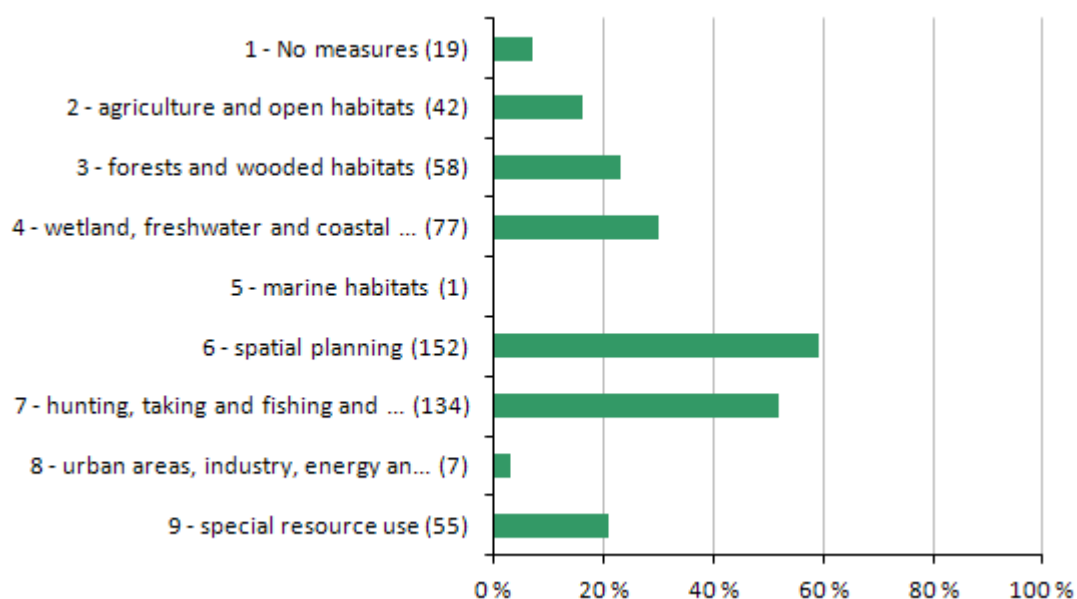 1 - No measures (19)
2 - agriculture and open habitats (42)
3 - forests and wooded habitats (58)
4 - wetland, freshwater and coastal ... (77)
5 - marine habitats (1)
6 - spatial planning (152)
7 - hunting, taking and fishing and ... (134)
8 - urban areas, industry, energy an... (7)
9 - special resource use (55)
0 % 20 % 40 % 60 % 80 % 100 %